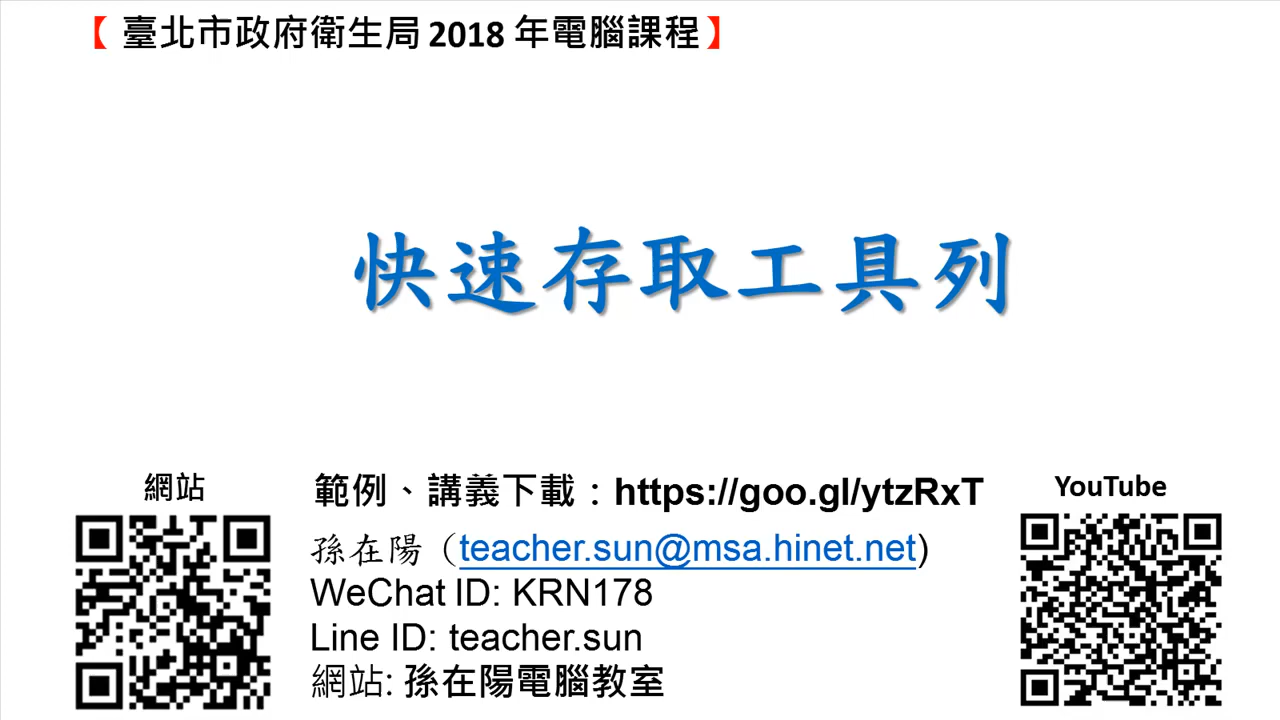 【 臺北市政府衛生局 2018 年電腦課程】
快速存取工具列
網站
範例、講義下載：https://goo.gl/ytzRxT
YouTube
孫在陽（teacher.sun@msa.hinet.net)
WeChat ID: KRN178
Line ID: teacher.sun
網站: 孫在陽電腦教室